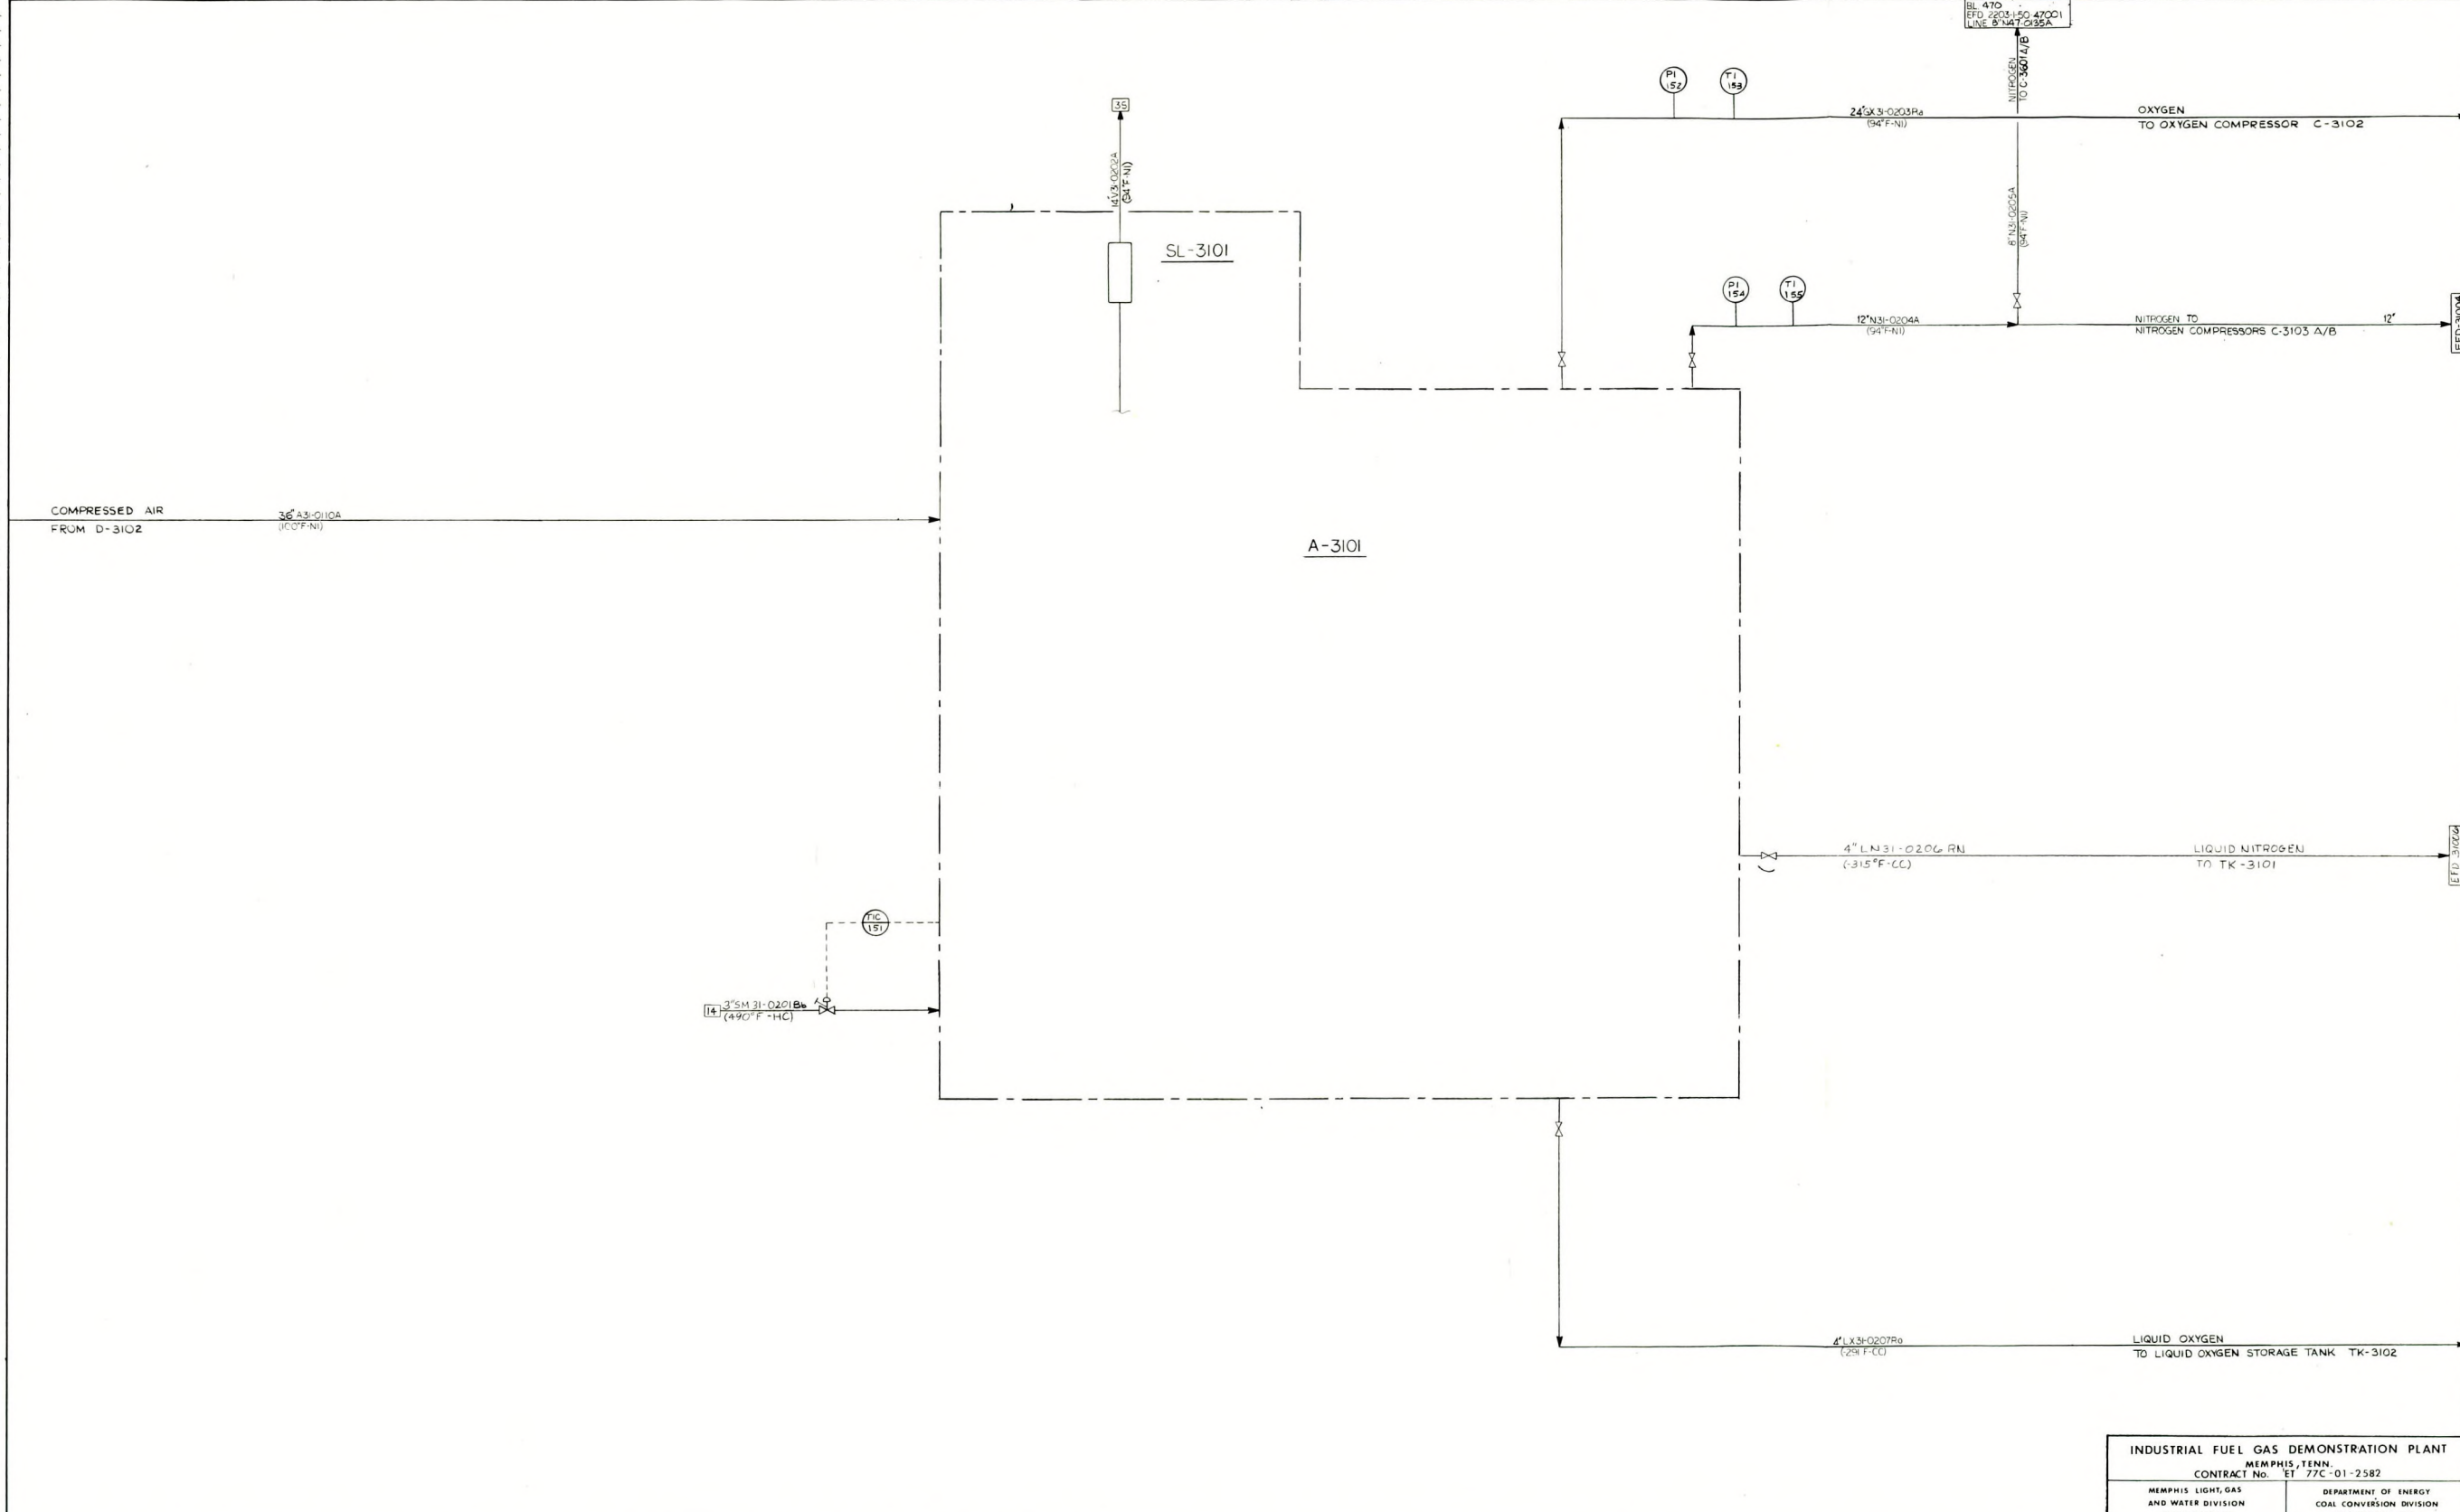 BL 470
EFD 2203-1-50-47001
LINE 8"N47-0135A
NITROGEN
TO C-3601 A/B
PI
152
TI
153
24"GX31-0203Ra
(94°F-NI)
OXYGEN
TO OXYGEN COMPRESSOR C-3102
35
14"V31-0202A
(94°F-NI)
8"N31-0205A
(94°F-NI)
SL-3101
PI
154
TI
155
12"N31-0204A
(94°F-NI)
NITROGEN TO
NITROGEN COMPRESSORS C-3103 A/B
12"
COMPRESSED AIR
FROM D-3102
36"A31-0110A
(100°F-NI)
A-3101
4" LN31-0206 RN
(-315°F-CC)
LIQUID NITROGEN
TO TK-3101
EFD 31006
TIC
151
14
3"SM 31-0201Bb
(490°F-HC)
4"LX31-0207Ra
(-291°F-CC)
LIQUID OXYGEN
TO LIQUID OXYGEN STORAGE TANK TK-3102
INDUSTRIAL FUEL GAS DEMONSTRATION PLANT
MEMPHIS, TENN.
CONTRACT No. ET 77C-01-2582
MEMPHIS LIGHT, GAS
AND WATER DIVISION
DEPARTMENT OF ENERGY
COAL CONVERSION DIVISION